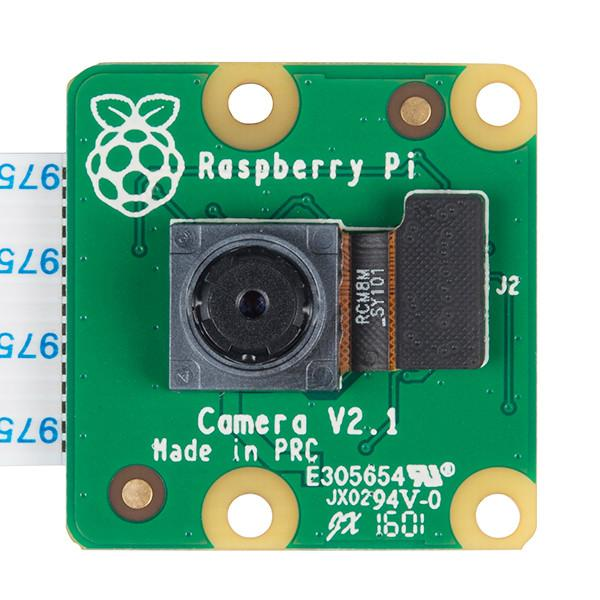 Raspberry Pi
RCM8M
_SY101
J2
Camera V2.1
Made in PRC
E305654
JX02 94V-0
JX 1601
975
975
975
975